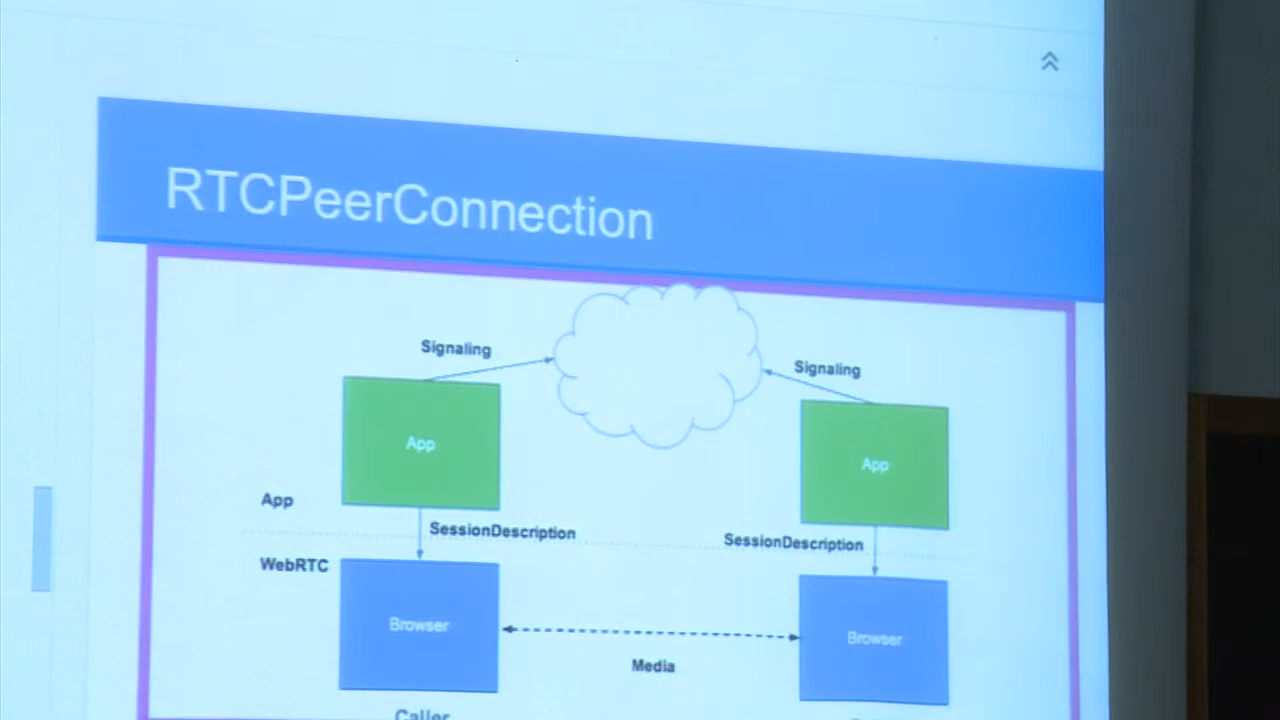 RTCPeerConnection
Signaling
Signaling
App
App
App
SessionDescription
SessionDescription
WebRTC
Browser
Browser
Media
Caller